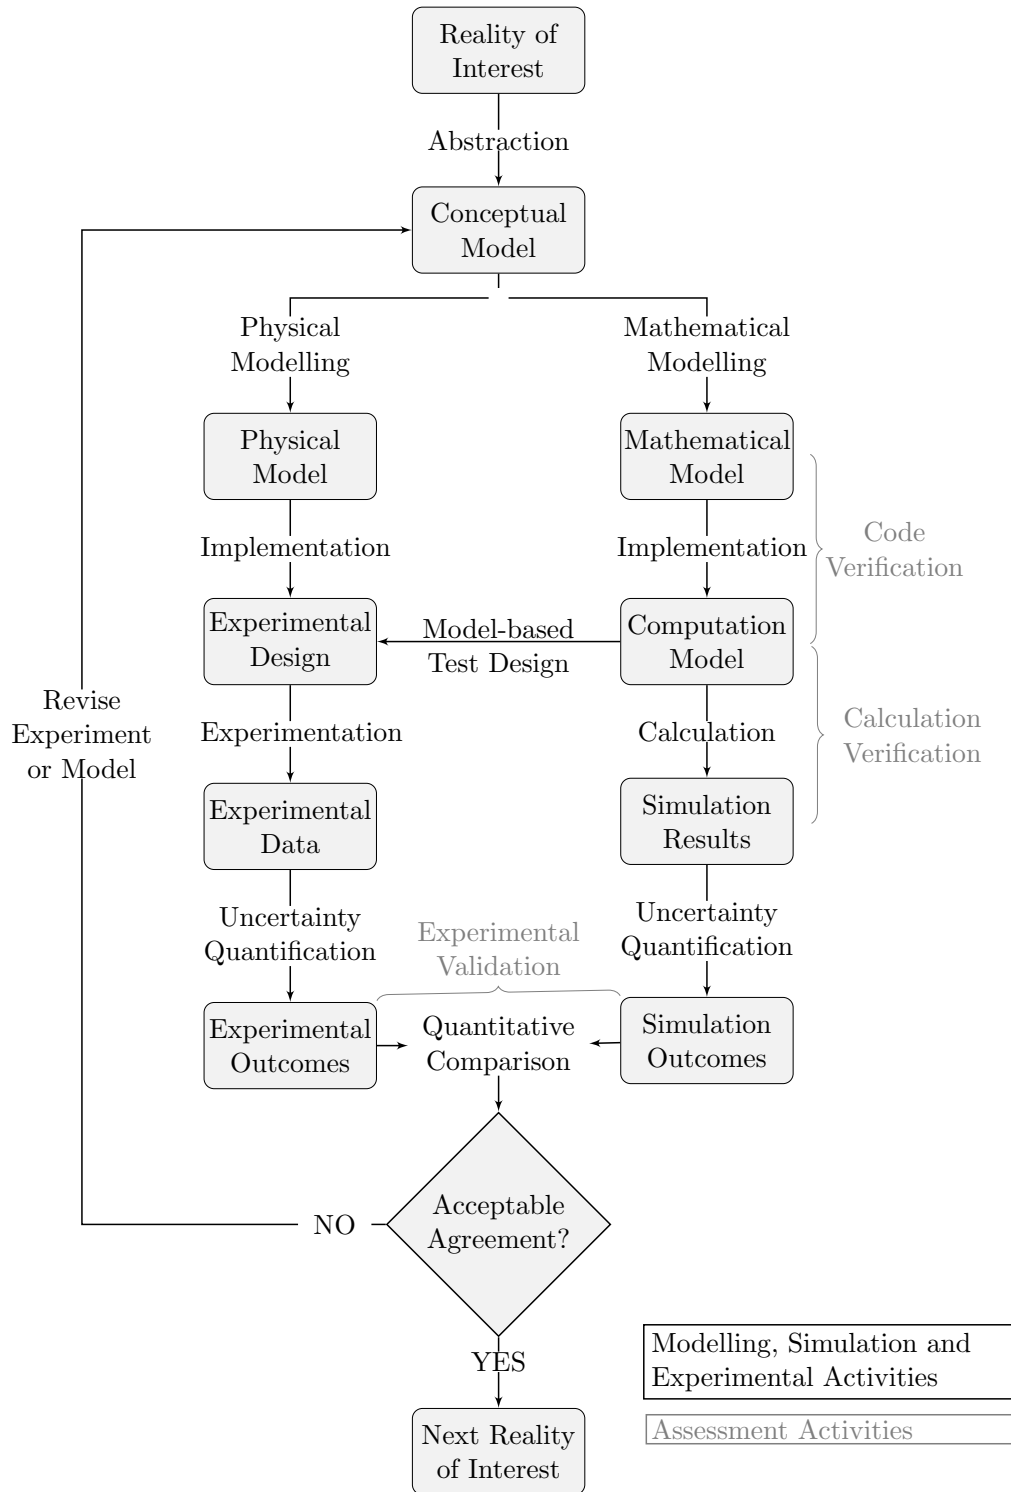 Reality of
Interest
Abstraction
Conceptual
Model
Physical
Modelling
Mathematical
Modelling
Physical
Model
Mathematical
Model
Implementation
Implementation
Code
Verification
Experimental
Design
Model-based
Test Design
Computation
Model
Revise
Experiment
or Model
Experimentation
Calculation
Calculation
Verification
Experimental
Data
Simulation
Results
Uncertainty
Quantification
Experimental
Validation
Uncertainty
Quantification
Experimental
Outcomes
Quantitative
Comparison
Simulation
Outcomes
NO
Acceptable
Agreement?
YES
Next Reality
of Interest
Modelling, Simulation and
Experimental Activities
Assessment Activities